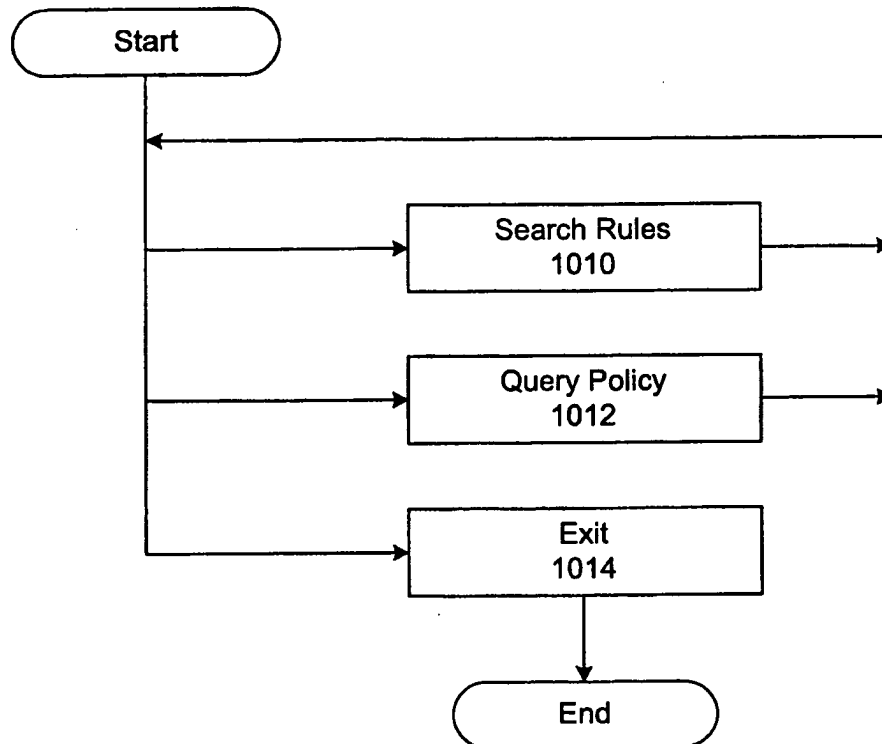 Start
Search Rules
1010
Query Policy
1012
Exit
1014
End